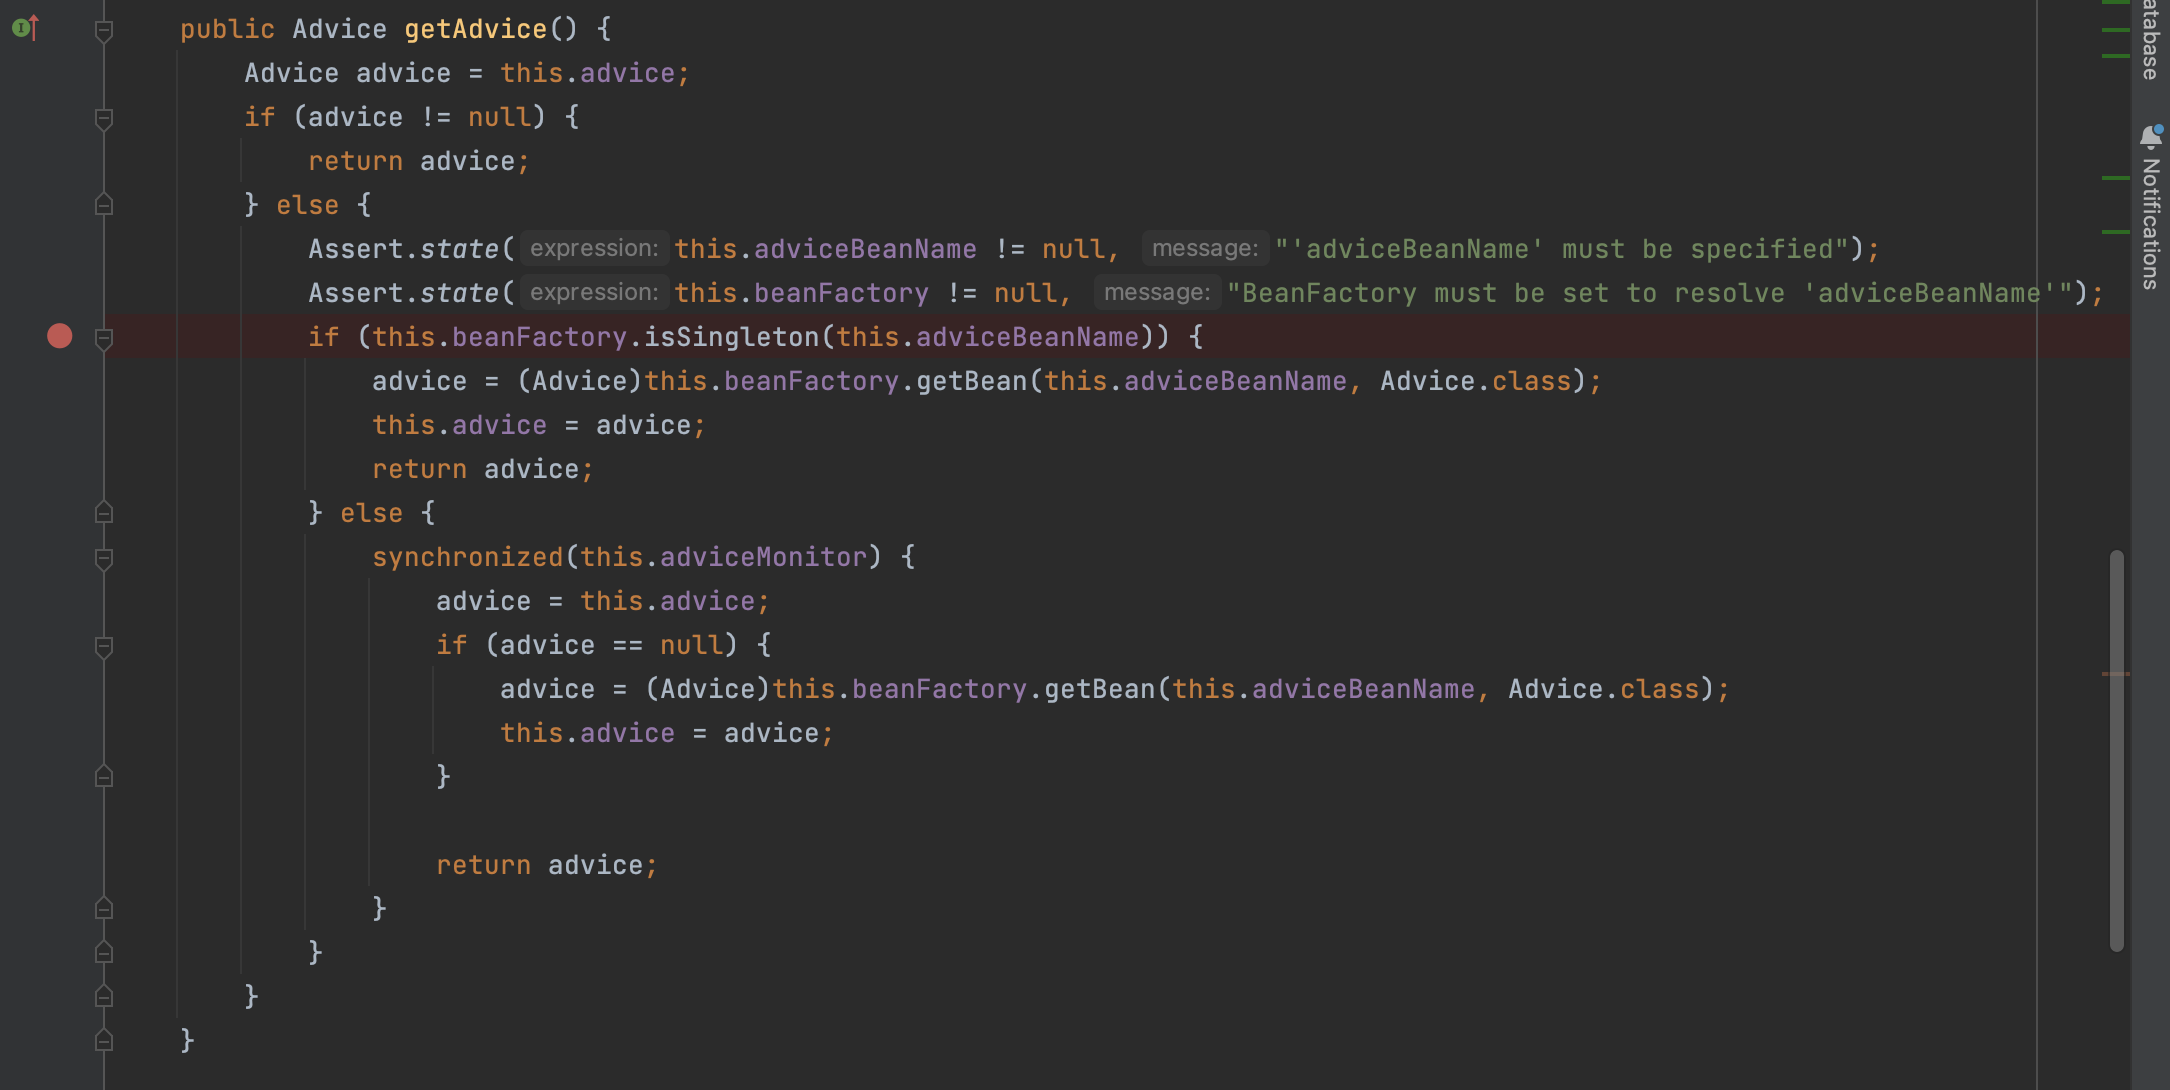 public Advice getAdvice() {
Advice advice = this.advice;
if (advice != null) {
return advice;
} else {
Assert.state( expression: this.adviceBeanName != null, message: "'adviceBeanName' must be specified");
Assert.state( expression: this.beanFactory != null, message: "BeanFactory must be set to resolve 'adviceBeanName'");
if (this.beanFactory.isSingleton(this.adviceBeanName)) {
advice = (Advice)this.beanFactory.getBean(this.adviceBeanName, Advice.class);
this.advice = advice;
return advice;
} else {
synchronized(this.adviceMonitor) {
advice = this.advice;
if (advice == null) {
advice = (Advice)this.beanFactory.getBean(this.adviceBeanName, Advice.class);
this.advice = advice;
}
return advice;
}
}
}
}
atabase
Notifications